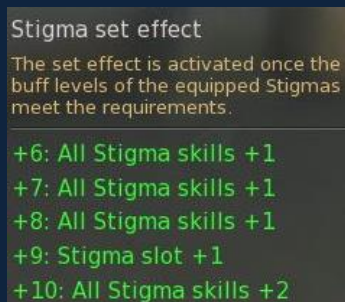 Stigma set effect
The set effect is activated once the
buff levels of the equipped Stigmas
meet the requirements.
+6: All Stigma skills +1
+7: All Stigma skills +1
+8: All Stigma skills +1
+9: Stigma slot +1
+10: All Stigma skills +2